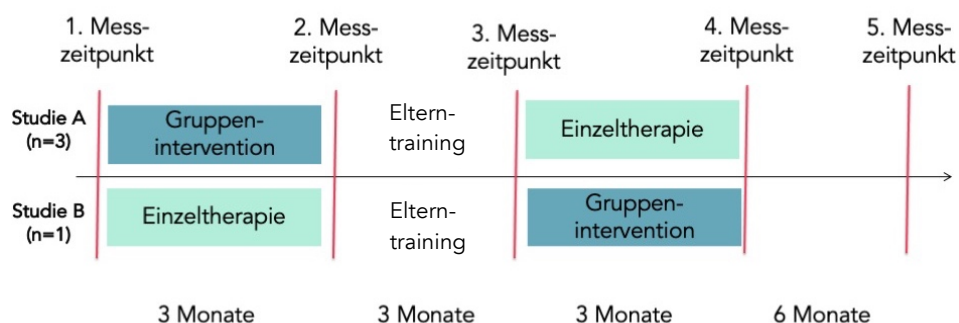 1. Mess-
zeitpunkt
2. Mess-
zeitpunkt
3. Mess-
zeitpunkt
4. Mess-
zeitpunkt
5. Mess-
zeitpunkt
Studie A
(n=3)
Gruppen-
intervention
Eltern-
training
Einzeltherapie
Studie B
(n=1)
Einzeltherapie
Eltern-
training
Gruppen-
intervention
3 Monate
3 Monate
3 Monate
6 Monate